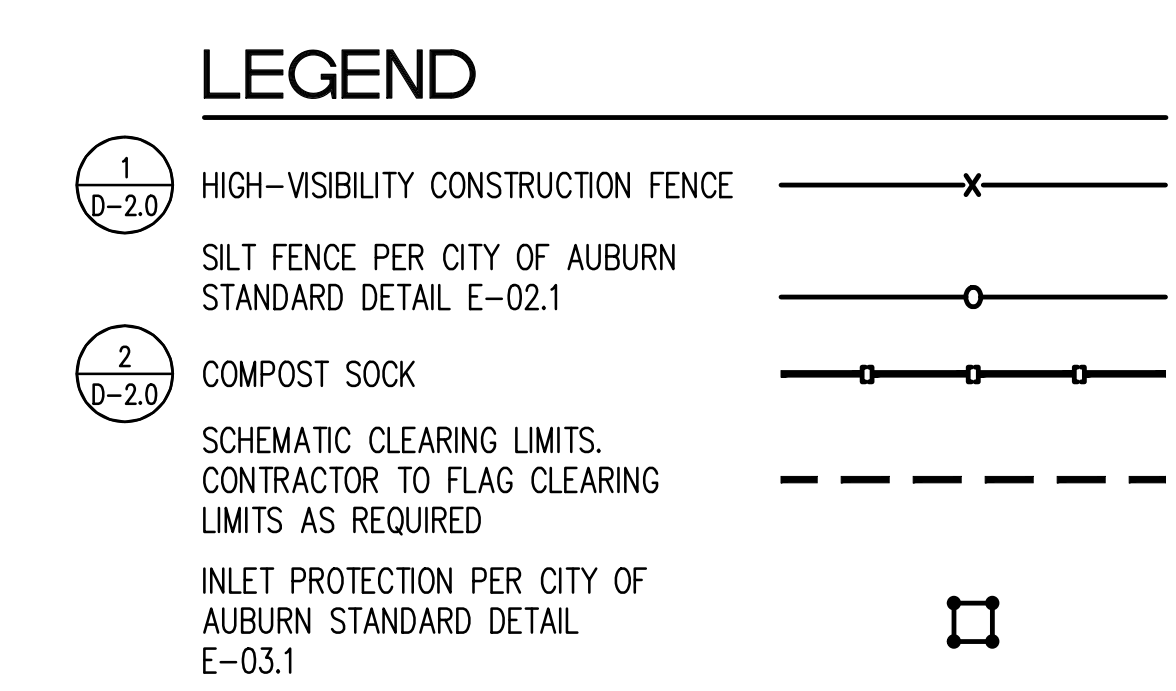 LEGEND
1
D-2.0
HIGH-VISIBILITY CONSTRUCTION FENCE
X
SILT FENCE PER CITY OF AUBURN
STANDARD DETAIL E-02.1
O
2
D-2.0
COMPOST SOCK
SCHEMATIC CLEARING LIMITS.
CONTRACTOR TO FLAG CLEARING
LIMITS AS REQUIRED
INLET PROTECTION PER CITY OF
AUBURN STANDARD DETAIL
E-03.1